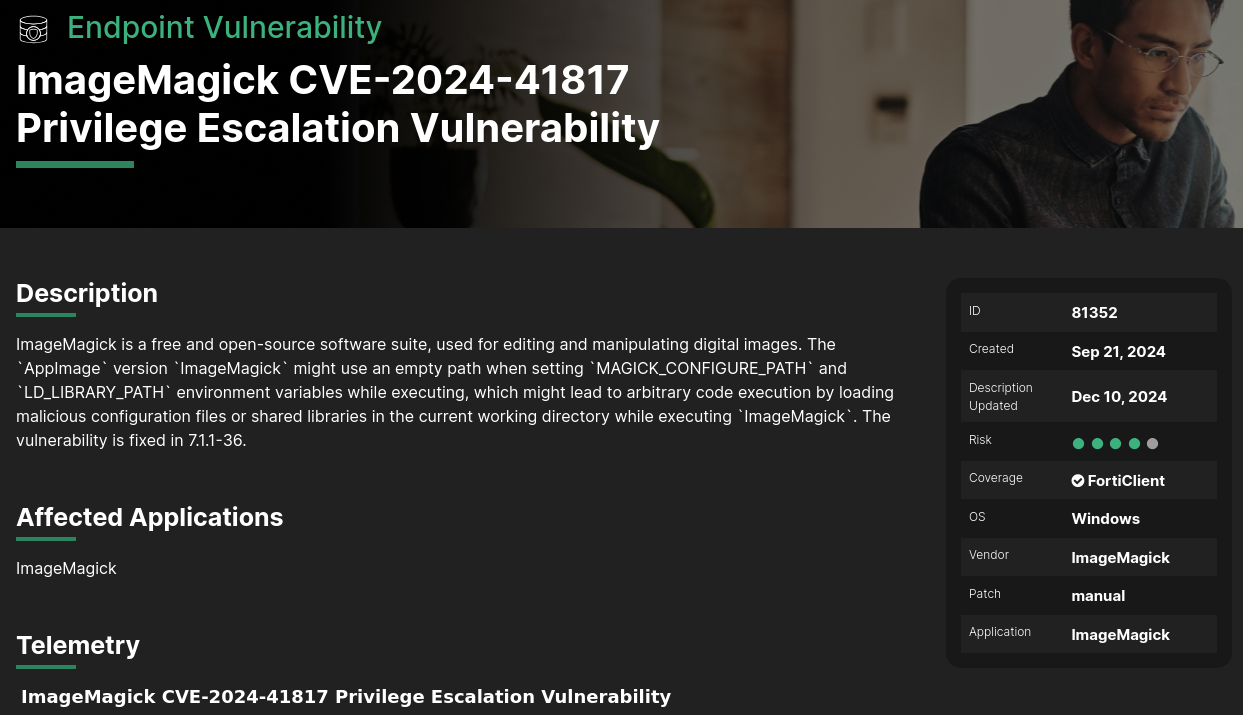 Endpoint Vulnerability
ImageMagick CVE-2024-41817
Privilege Escalation Vulnerability
Description
ImageMagick is a free and open-source software suite, used for editing and manipulating digital images. The
`AppImage` version `ImageMagick` might use an empty path when setting `MAGICK_CONFIGURE_PATH` and
`LD_LIBRARY_PATH` environment variables while executing, which might lead to arbitrary code execution by loading
malicious configuration files or shared libraries in the current working directory while executing `ImageMagick`. The
vulnerability is fixed in 7.1.1-36.
Affected Applications
ImageMagick
Telemetry
ImageMagick CVE-2024-41817 Privilege Escalation Vulnerability
ID 81352
Created Sep 21, 2024
Description
Updated Dec 10, 2024
Risk
Coverage FortiClient
OS Windows
Vendor ImageMagick
Patch manual
Application ImageMagick